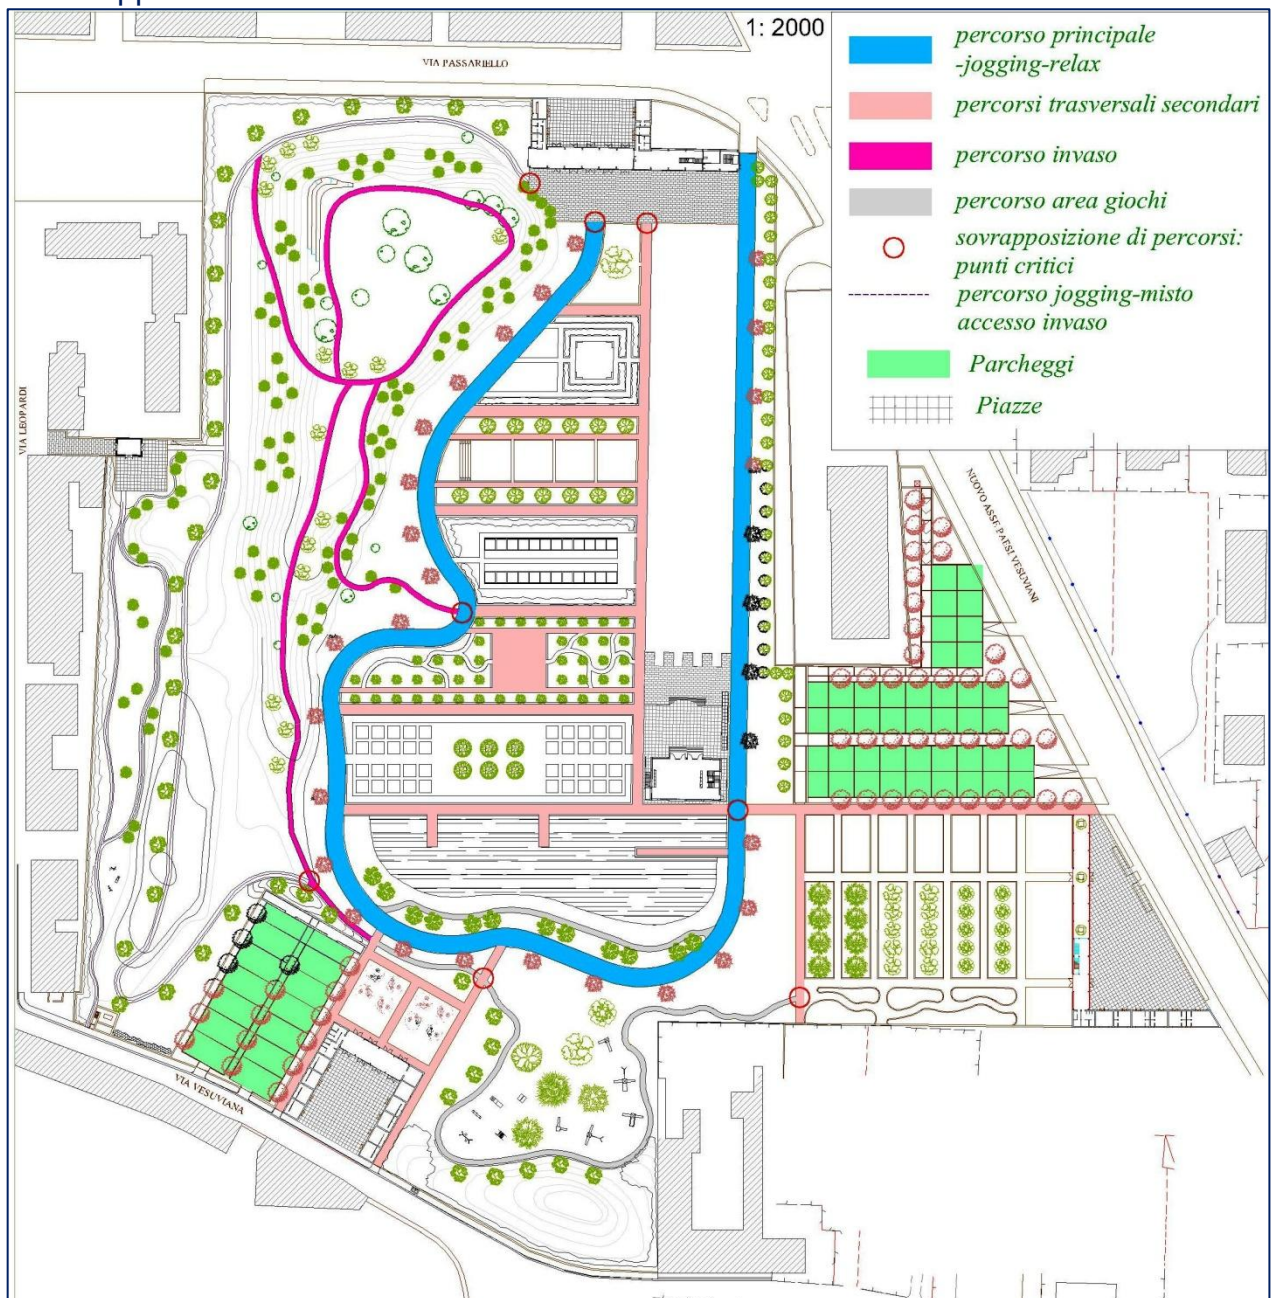 1: 2000
percorso principale
-jogging-relax
percorsi trasversali secondari
percorso invaso
percorso area giochi
sovrapposizione di percorsi:
punti critici
percorso jogging-misto
accesso invaso
Parcheggi
Piazze
VIA PASSARIELLO
VIA LEOPARDI
NUOVO ASSE PAESI VESUVIANI
VIA VESUVIANA